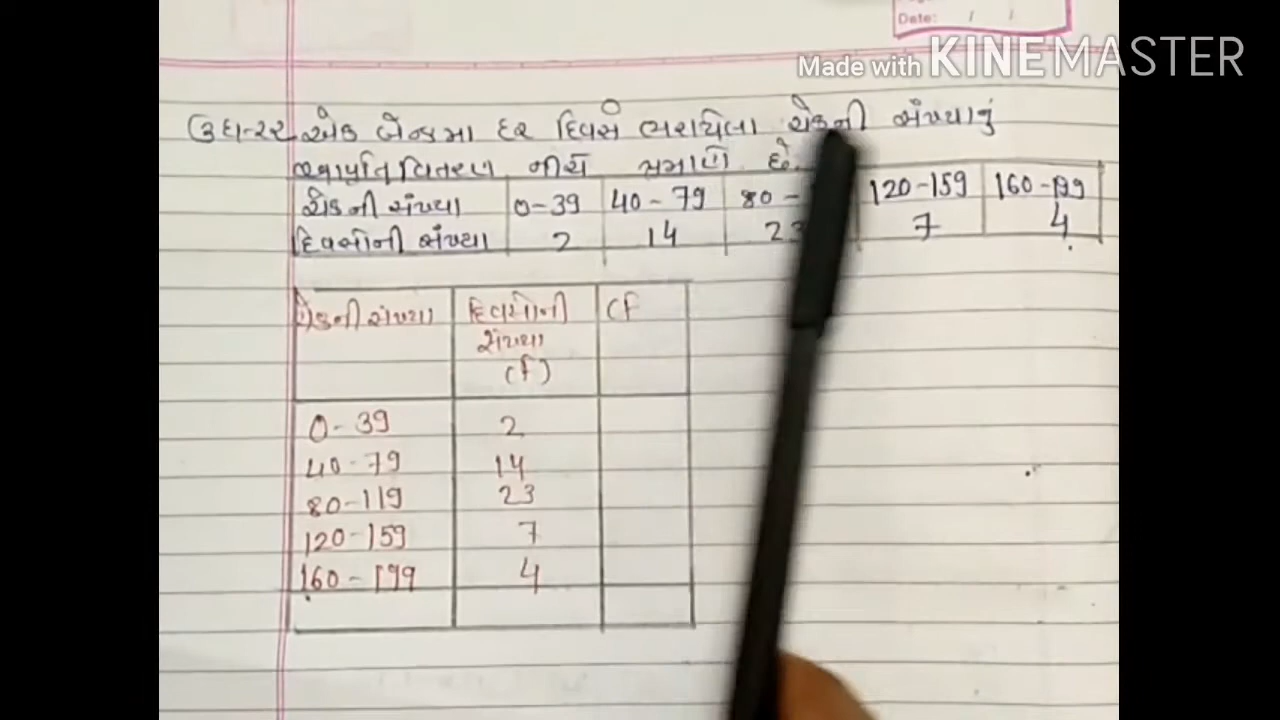 Date: / /
Made with KINEMASTER
ઉદા-૨૨ એક બેન્કમા દર દિવસે ભરાયેલા ચેકની સંખ્યાનું
આવૃત્તિ વિતરણ નીચે પ્રમાણે છે.
ચેકની સંખ્યા 0-39 40-79 80- 120-159 160-199
દિવસોની સંખ્યા 2 14 23 7 4
ચેકની સંખ્યા દિવસોની સંખ્યા (f) CF
0-39 2
40-79 14
80-119 23
120-159 7
160-199 4